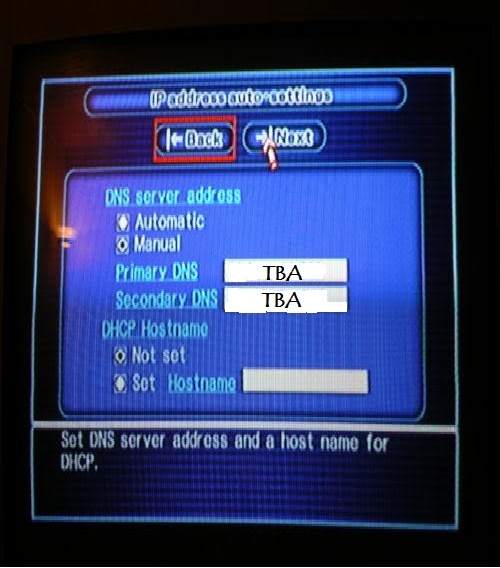 IP address auto-settings
Back Next
DNS server address
Automatic
Manual
Primary DNS TBA
Secondary DNS TBA
DHCP Hostname
Not set
Set Hostname
Set DNS server address and a host name for
DHCP.